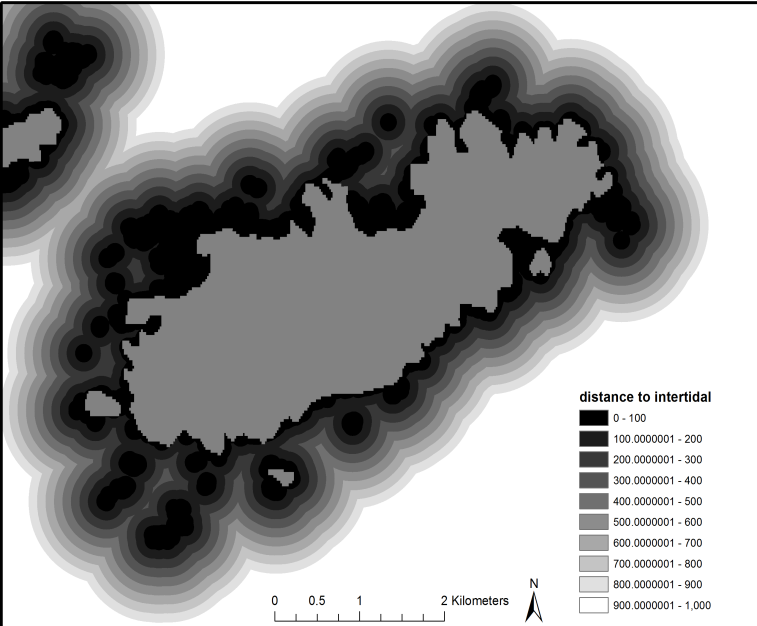 distance to intertidal
0 - 100
100.0000001 - 200
200.0000001 - 300
300.0000001 - 400
400.0000001 - 500
500.0000001 - 600
600.0000001 - 700
700.0000001 - 800
800.0000001 - 900
900.0000001 - 1,000
N
0 0.5 1 2 Kilometers